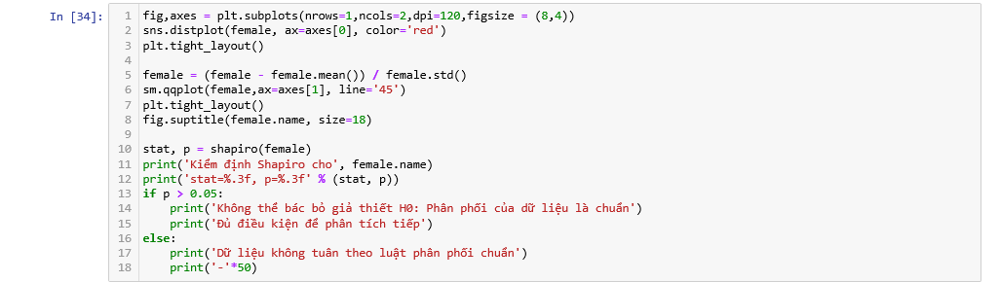 In [34]:
1 fig,axes = plt.subplots(nrows=1,ncols=2,dpi=120,figsize = (8,4))
2 sns.distplot(female, ax=axes[0], color='red')
3 plt.tight_layout()
4
5 female = (female - female.mean()) / female.std()
6 sm.qqplot(female,ax=axes[1], line='45')
7 plt.tight_layout()
8 fig.suptitle(female.name, size=18)
9
10 stat, p = shapiro(female)
11 print('Kiểm định Shapiro cho', female.name)
12 print('stat=%.3f, p=%.3f' % (stat, p))
13 if p > 0.05:
14     print('Không thể bác bỏ giả thiết H0: Phân phối của dữ liệu là chuẩn')
15     print('Đủ điều kiện để phân tích tiếp')
16 else:
17     print('Dữ liệu không tuân theo luật phân phối chuẩn')
18     print('-'*50)